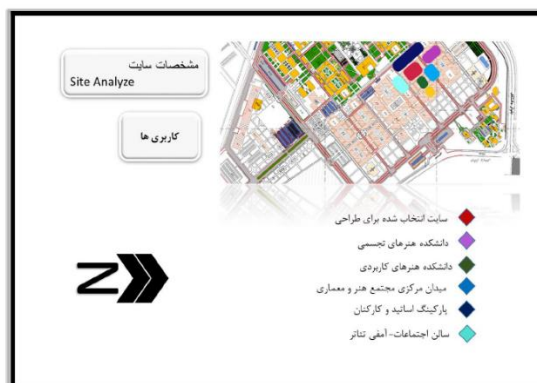 مشخصات سایت
Site Analyze
کاربری ها
سایت انتخاب شده برای طراحی
دانشکده هنرهای تجسمی
دانشکده هنرهای کاربردی
میدان مرکزی مجتمع هنر و معماری
پارکینگ اساتید و کارکنان
سالن اجتماعات- آمفی تئاتر
N